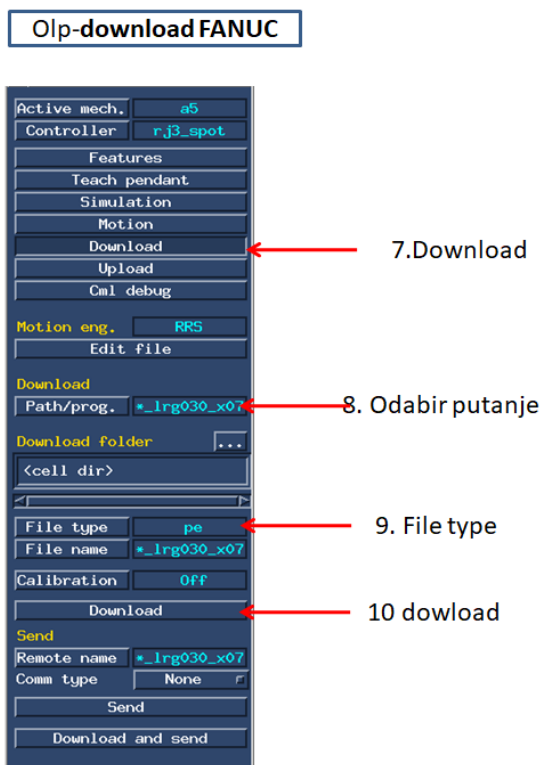 Olp-download FANUC
Active mech. a5
Controller rj3_spot
Features
Teach pendant
Simulation
Motion
Download
7.Download
Upload
Cml debug
Motion eng. RRS
Edit file
Download
Path/prog. *_lrg030_x07
8. Odabir putanje
Download folder ...
<cell dir>
File type pe
9. File type
File name *_lrg030_x07
Calibration Off
Download
10 dowload
Send
Remote name *_lrg030_x07
Comm type None
Send
Download and send